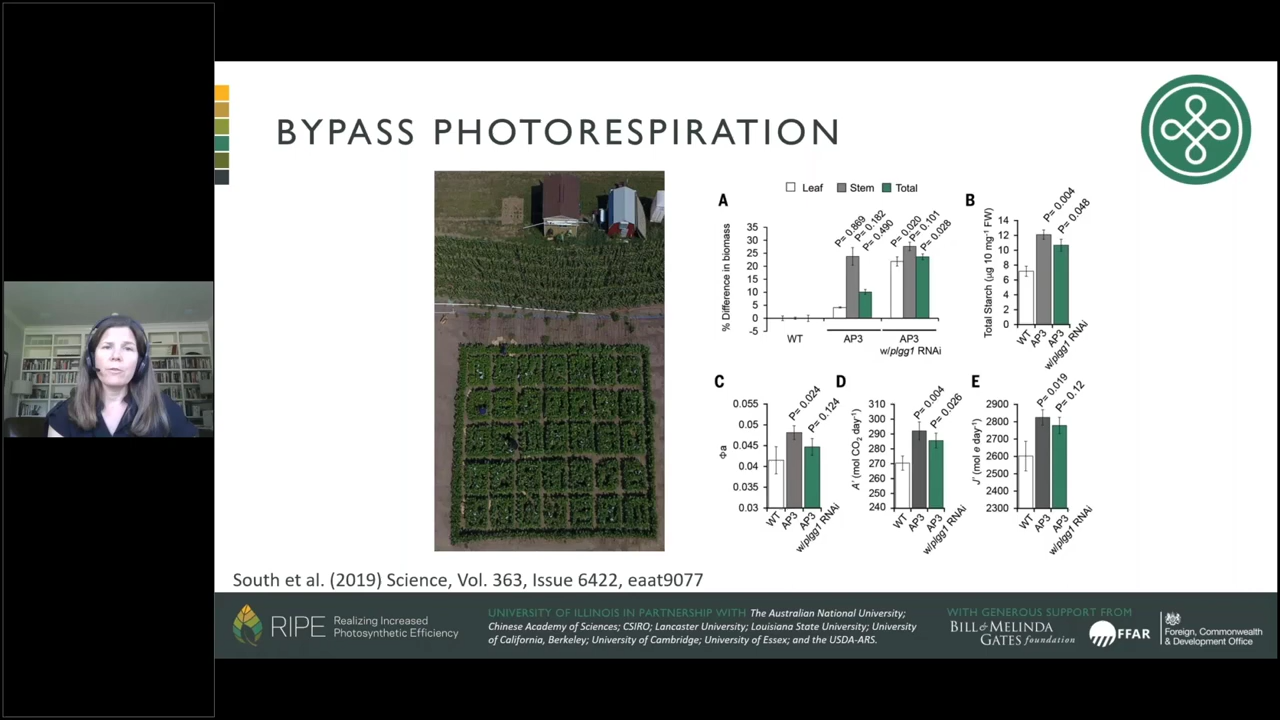 BYPASS PHOTORESPIRATION
Leaf Stem Total
A
% Difference in biomass
35
30
25
20
15
10
5
0
-5
P= 0.869
P= 0.182
P= 0.490
P= 0.020
P= 0.101
P= 0.028
WT
AP3
AP3
w/plgg1 RNAi
B
Total Starch (µg 10 mg⁻¹ FW)
14
12
10
8
6
4
2
0
P= 0.004
P= 0.048
WT
AP3
AP3
w/plgg1 RNAi
C
Φa
0.055
0.05
0.045
0.04
0.035
0.03
P= 0.024
P= 0.124
WT
AP3
AP3
w/plgg1 RNAi
D
A' (mol CO₂ day⁻¹)
310
300
290
280
270
260
250
240
P= 0.004
P= 0.026
WT
AP3
AP3
w/plgg1 RNAi
E
J' (mol e day⁻¹)
2900
2800
2700
2600
2500
2400
2300
P= 0.019
P= 0.12
WT
AP3
AP3
w/plgg1 RNAi
South et al. (2019) Science, Vol. 363, Issue 6422, eaat9077
RIPE
Realizing Increased
Photosynthetic Efficiency
UNIVERSITY OF ILLINOIS IN PARTNERSHIP WITH The Australian National University;
Chinese Academy of Sciences; CSIRO; Lancaster University; Louisiana State University; University
of California, Berkeley; University of Cambridge; University of Essex; and the USDA-ARS.
WITH GENEROUS SUPPORT FROM
BILL & MELINDA
GATES foundation
FFAR
Foreign, Commonwealth
& Development Office